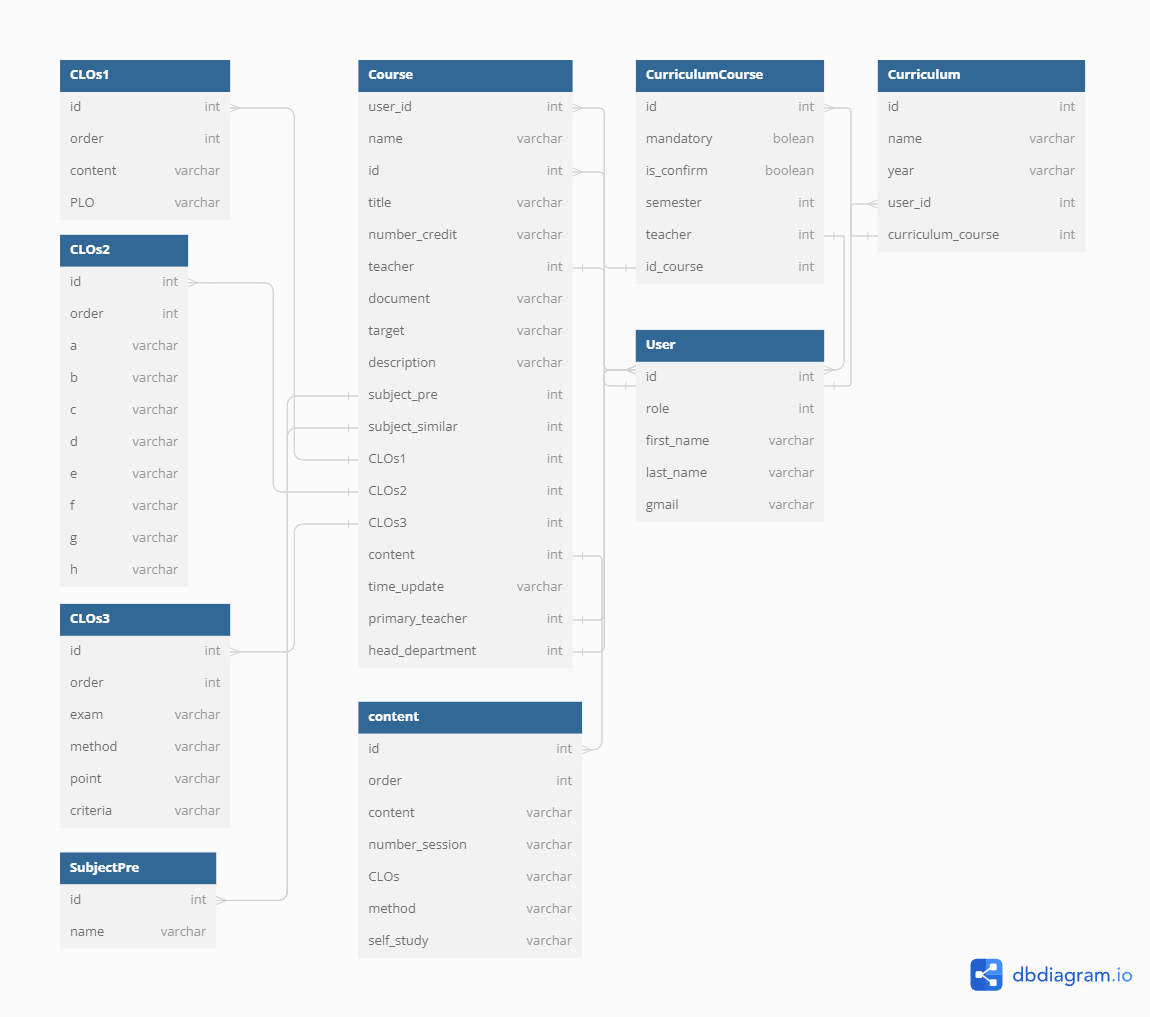 CLOs1
id int
order int
content varchar
PLO varchar
CLOs2
id int
order int
a varchar
b varchar
c varchar
d varchar
e varchar
f varchar
g varchar
h varchar
CLOs3
id int
order int
exam varchar
method varchar
point varchar
criteria varchar
SubjectPre
id int
name varchar
Course
user_id int
name varchar
id int
title varchar
number_credit varchar
teacher int
document varchar
target varchar
description varchar
subject_pre int
subject_similar int
CLOs1 int
CLOs2 int
CLOs3 int
content int
time_update varchar
primary_teacher int
head_department int
content
id int
order int
content varchar
number_session varchar
CLOs varchar
method varchar
self_study varchar
CurriculumCourse
id int
mandatory bolean
is_confirm boolean
semester int
teacher int
id_course int
User
id int
role int
first_name varchar
last_name varchar
gmail varchar
Curriculum
id int
name varchar
year varchar
user_id int
curriculum_course int
dbdiagram.io